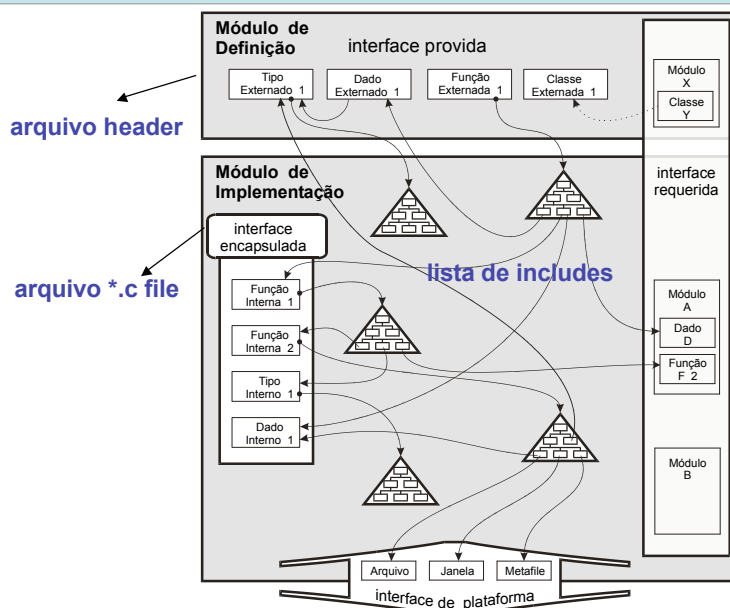 Módulo de
Definição
interface provida
Tipo
Externado 1
Dado
Externado 1
Função
Externada 1
Classe
Externada 1
Módulo
X
Classe
Y
arquivo header
Módulo de
Implementação
interface
requerida
interface
encapsulada
lista de includes
arquivo *.c file
Função
Interna 1
Função
Interna 2
Tipo
Interno 1
Dado
Interno 1
Módulo
A
Dado
D
Função
F 2
Módulo
B
Arquivo
Janela
Metafile
interface de plataforma